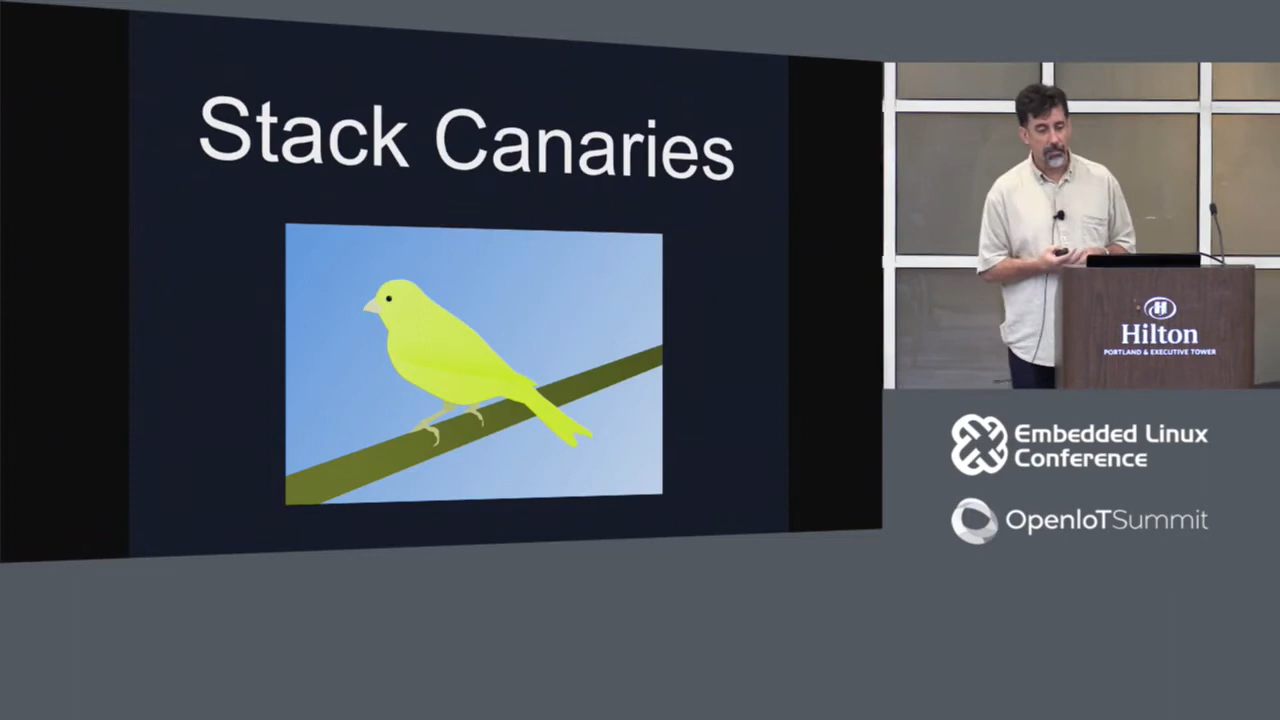 Stack Canaries
Hilton
PORTLAND & EXECUTIVE TOWER
Embedded Linux
Conference
OpenIoTSummit